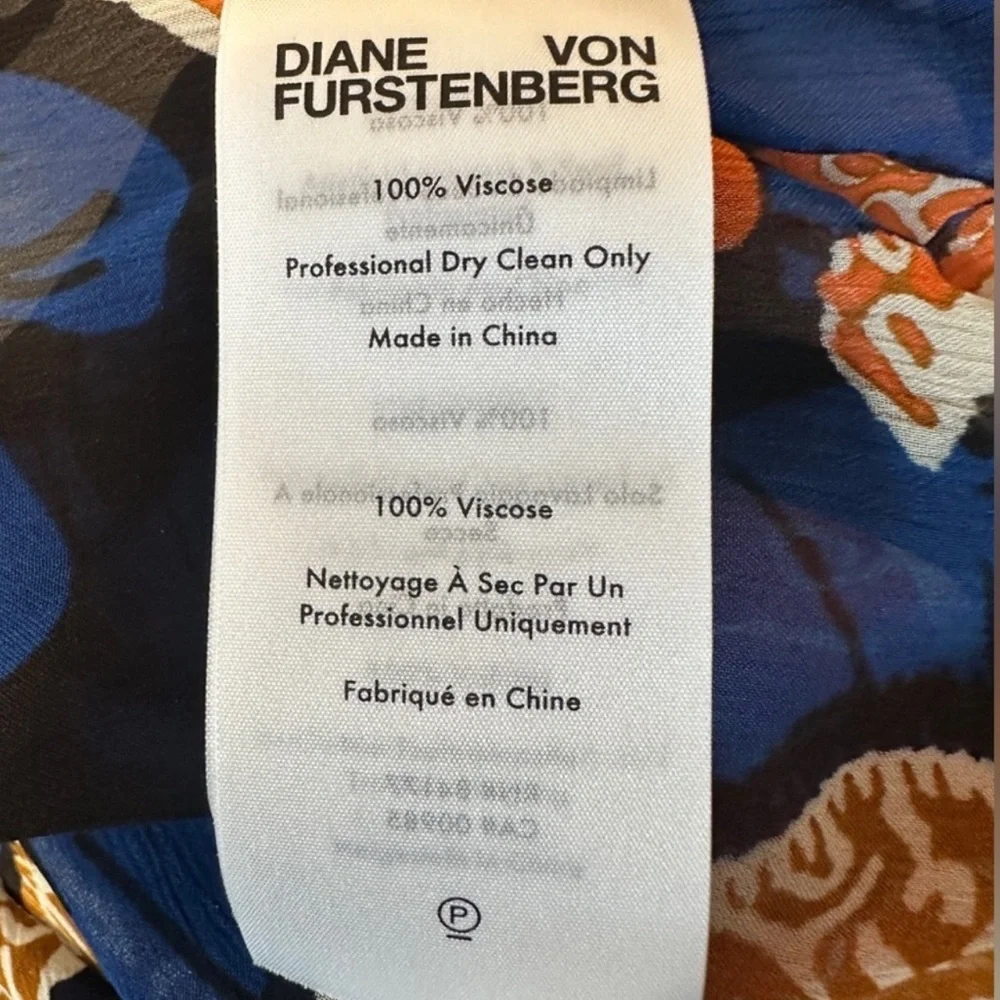 DIANE VON
FURSTENBERG
100% Viscose
Professional Dry Clean Only
Made in China
100% Viscose
Nettoyage À Sec Par Un
Professionnel Uniquement
Fabriqué en Chine
P